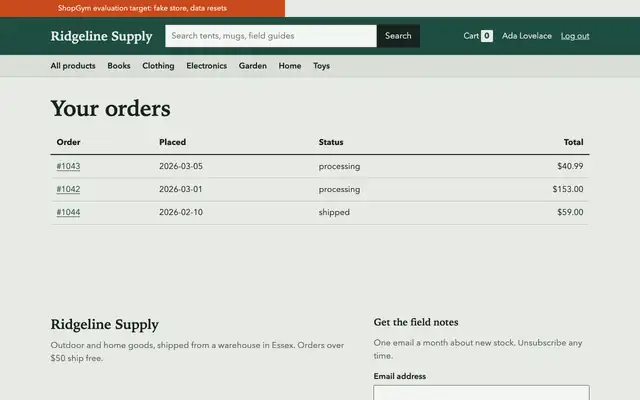 ShopGym evaluation target: fake store, data resets
Ridgeline Supply
Search tents, mugs, field guides
Search
Cart 0
Ada Lovelace
Log out
All products Books Clothing Electronics Garden Home Toys
Your orders
Order Placed Status Total
#1043 2026-03-05 processing $40.99
#1042 2026-03-01 processing $153.00
#1044 2026-02-10 shipped $59.00
Ridgeline Supply
Outdoor and home goods, shipped from a warehouse in Essex. Orders over
$50 ship free.
Get the field notes
One email a month about new stock. Unsubscribe any
time.
Email address